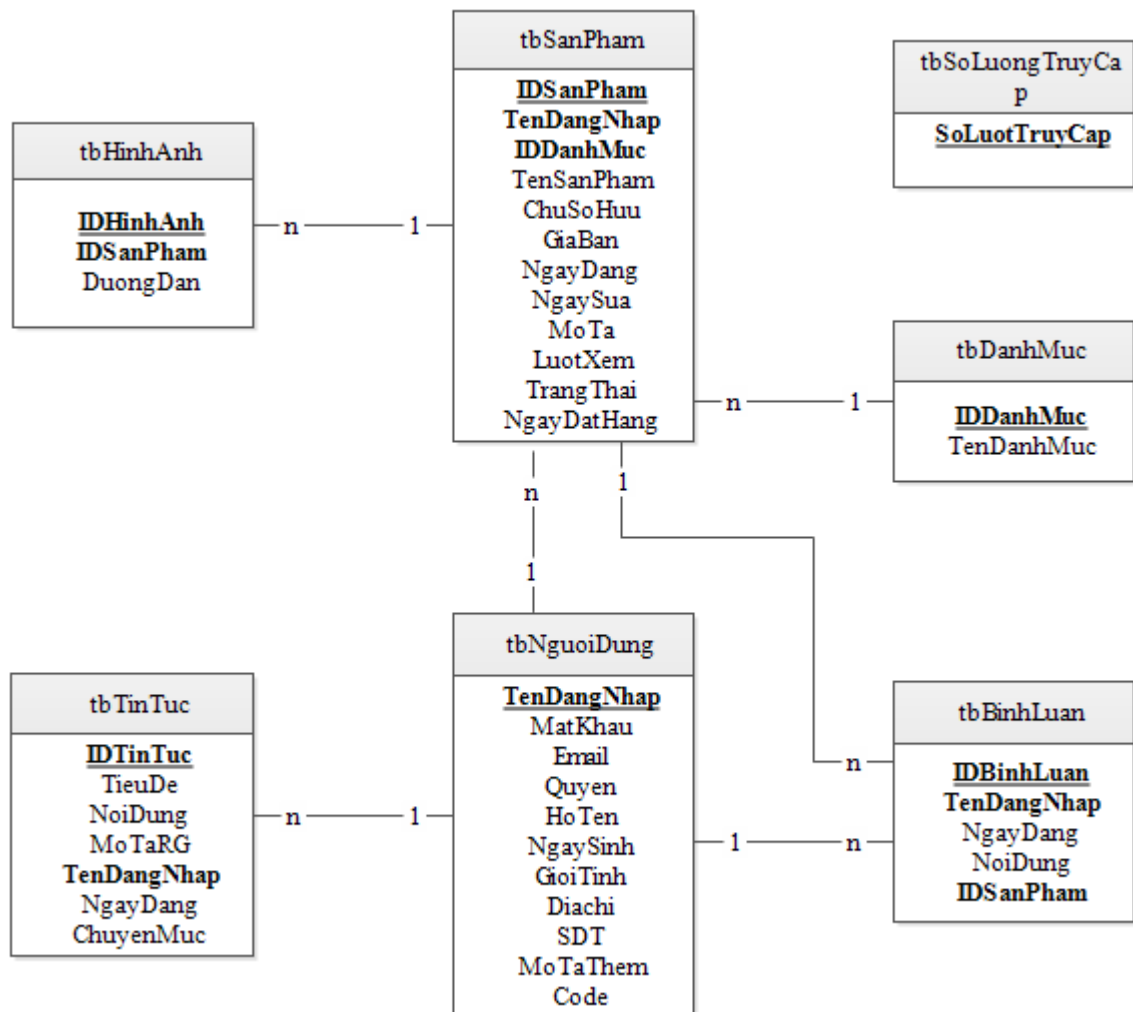 tbSanPham
IDSanPham
TenDangNhap
IDDanhMuc
TenSanPham
ChuSoHuu
GiaBan
NgayDang
NgaySua
MoTa
LuotXem
TrangThai
NgayDatHang
tbSoLuongTruyCa
p
SoLuotTruyCap
tbHinhAnh
IDHinhAnh
IDSanPham
DuongDan
n
1
tbDanhMuc
IDDanhMuc
TenDanhMuc
n
1
n
1
1
n
tbNguoiDung
TenDangNhap
MatKhau
Email
Quyen
HoTen
NgaySinh
GioiTinh
Diachi
SDT
MoTaThem
Code
tbTinTuc
IDTinTuc
TieuDe
NoiDung
MoTaRG
TenDangNhap
NgayDang
ChuyenMuc
n
1
tbBinhLuan
IDBinhLuan
TenDangNhap
NgayDang
NoiDung
IDSanPham
1
n